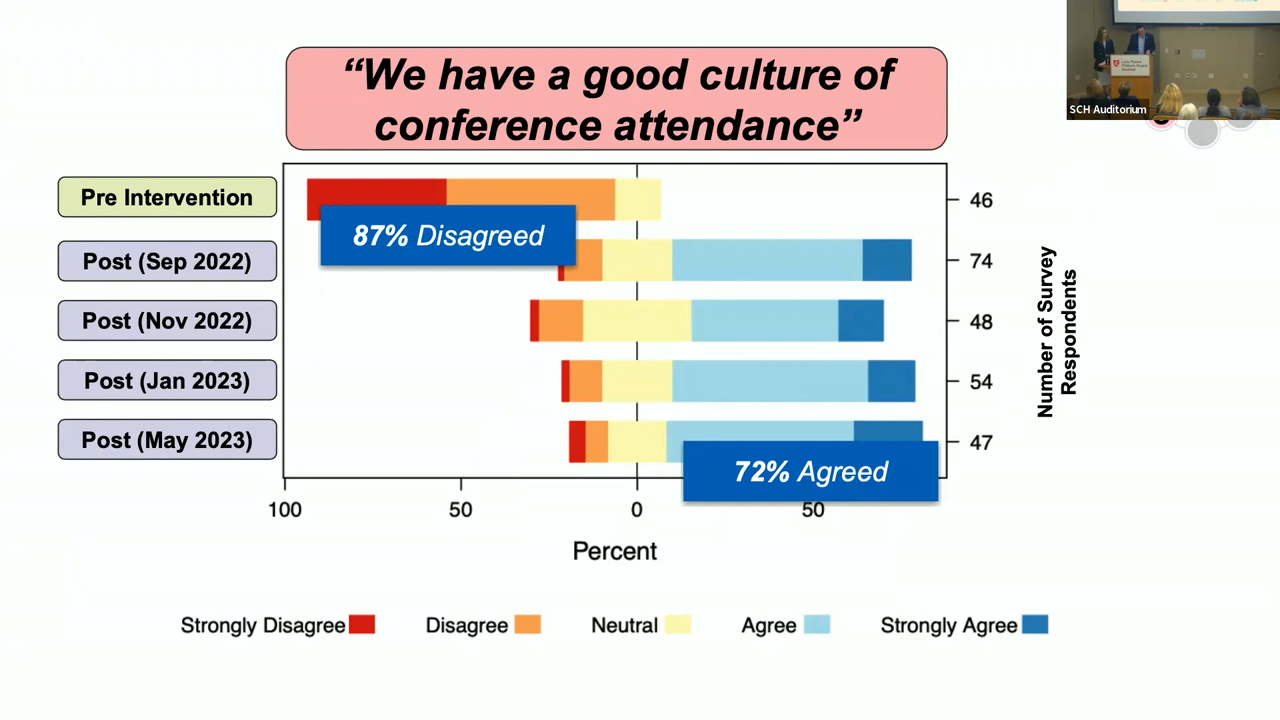 “We have a good culture of
conference attendance”
SCH Auditorium
Pre Intervention
46
87% Disagreed
Post (Sep 2022)
74
Post (Nov 2022)
48
Post (Jan 2023)
54
Post (May 2023)
47
72% Agreed
Number of Survey
Respondents
100
50
0
50
Percent
Strongly Disagree
Disagree
Neutral
Agree
Strongly Agree